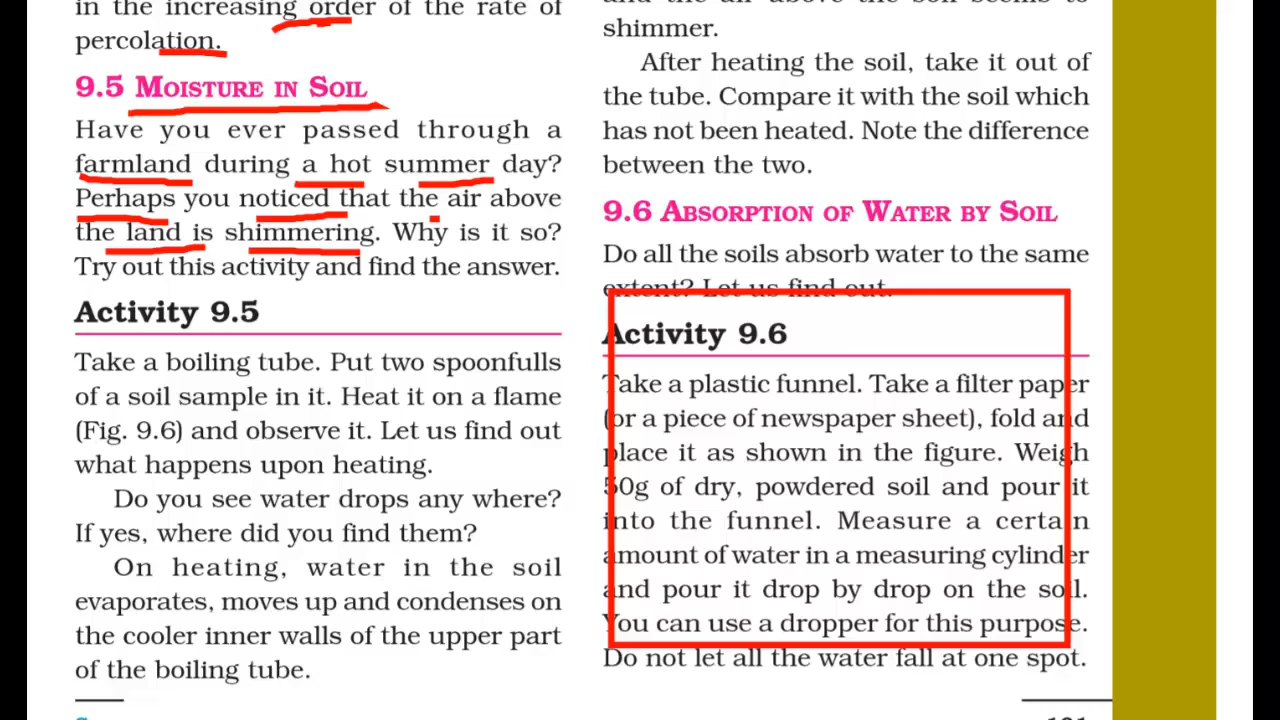 in the increasing order of the rate of
percolation.
9.5 MOISTURE IN SOIL
Have you ever passed through a
farmland during a hot summer day?
Perhaps you noticed that the air above
the land is shimmering. Why is it so?
Try out this activity and find the answer.
Activity 9.5
Take a boiling tube. Put two spoonfulls
of a soil sample in it. Heat it on a flame
(Fig. 9.6) and observe it. Let us find out
what happens upon heating.
Do you see water drops any where?
If yes, where did you find them?
On heating, water in the soil
evaporates, moves up and condenses on
the cooler inner walls of the upper part
of the boiling tube.
shimmer.
After heating the soil, take it out of
the tube. Compare it with the soil which
has not been heated. Note the difference
between the two.
9.6 ABSORPTION OF WATER BY SOIL
Do all the soils absorb water to the same
extent? Let us find out.
Activity 9.6
Take a plastic funnel. Take a filter paper
(or a piece of newspaper sheet), fold and
place it as shown in the figure. Weigh
50g of dry, powdered soil and pour it
into the funnel. Measure a certain
amount of water in a measuring cylinder
and pour it drop by drop on the soil.
You can use a dropper for this purpose.
Do not let all the water fall at one spot.